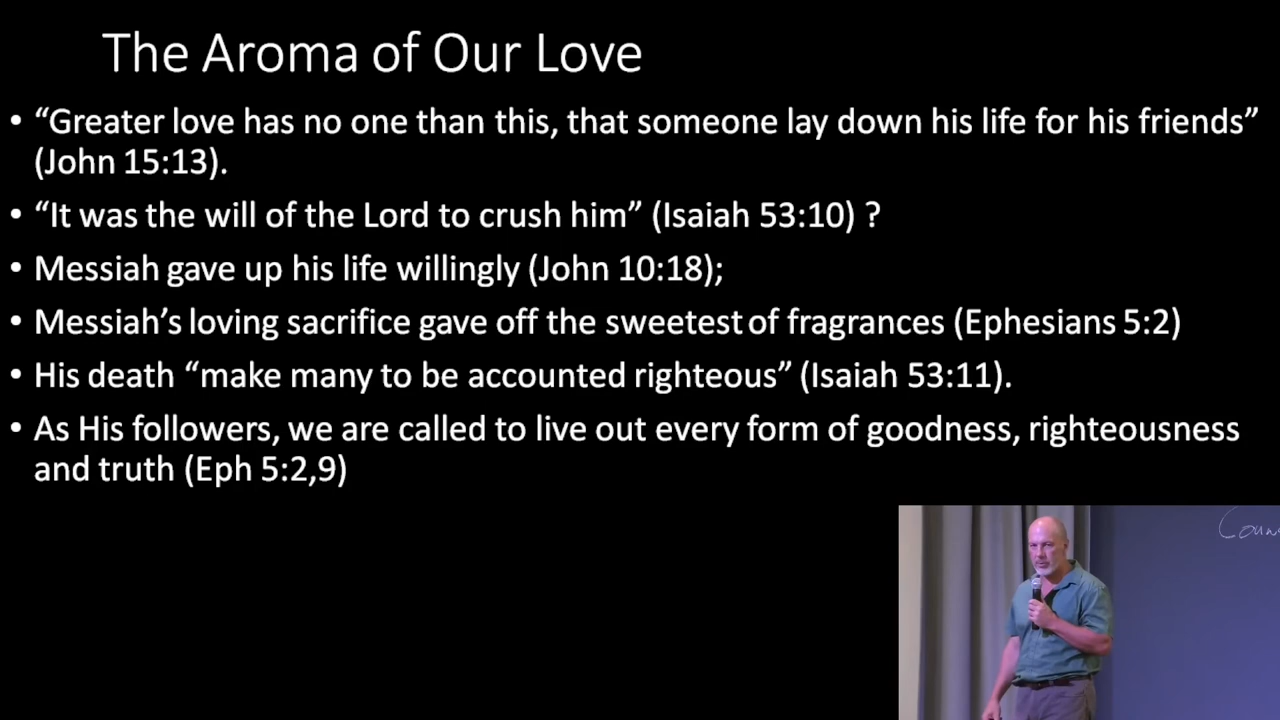 The Aroma of Our Love
• “Greater love has no one than this, that someone lay down his life for his friends”
(John 15:13).
• “It was the will of the Lord to crush him” (Isaiah 53:10) ?
• Messiah gave up his life willingly (John 10:18);
• Messiah’s loving sacrifice gave off the sweetest of fragrances (Ephesians 5:2)
• His death “make many to be accounted righteous” (Isaiah 53:11).
• As His followers, we are called to live out every form of goodness, righteousness
and truth (Eph 5:2,9)